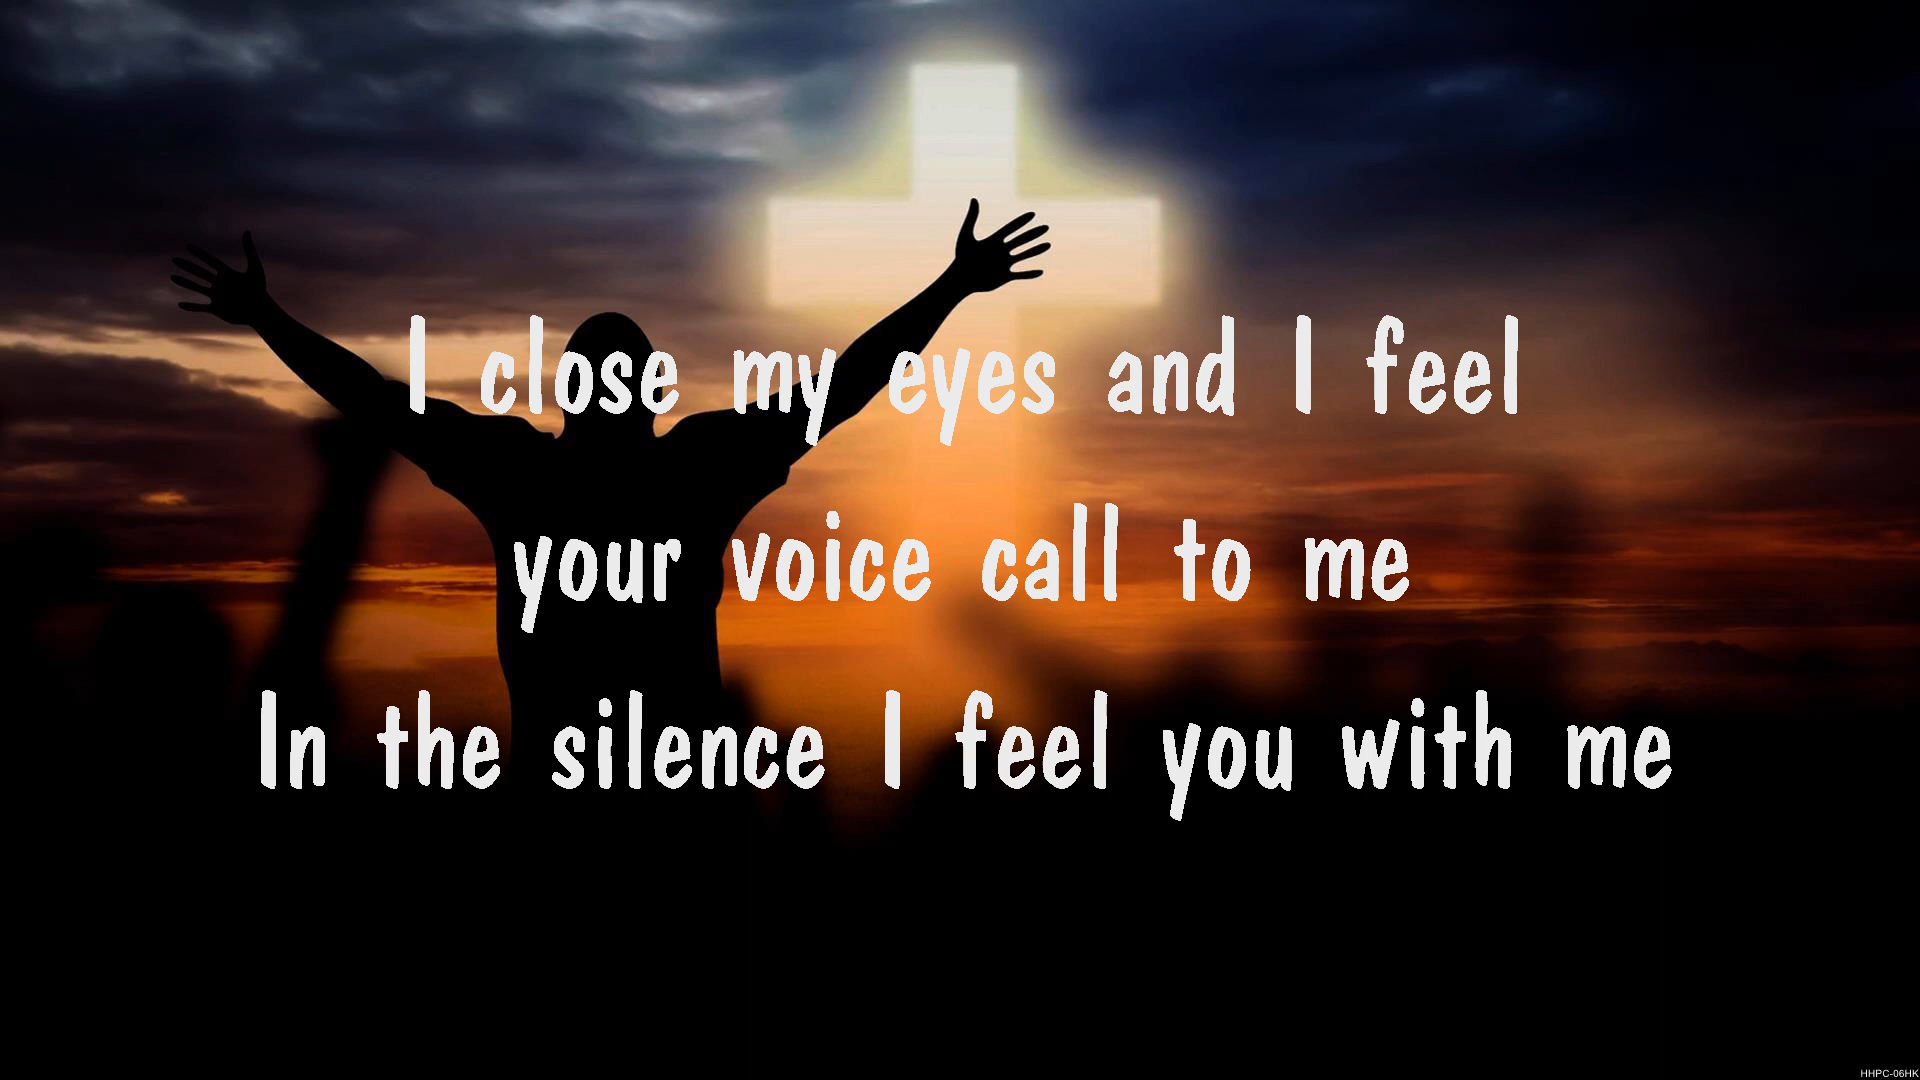 I close my eyes and I feel
your voice call to me
In the silence I feel you with me
HHPC-06HK